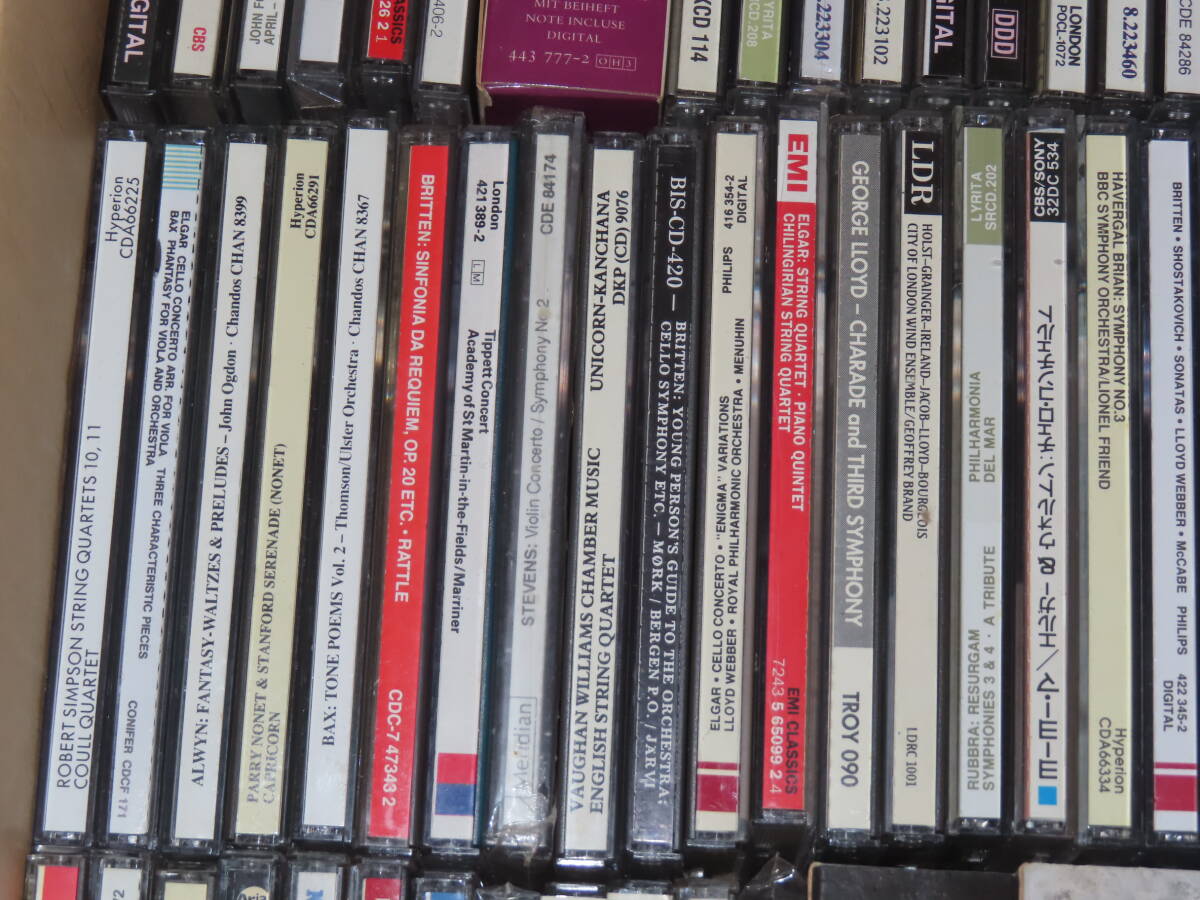 DIGITAL
CBS
JOHN F
APRIL –
CLASSICS
26 2 1
406-2
MIT BEIHEFT
NOTE INCLUSE
DIGITAL
443 777-2 OH3
KCD 114
LYRITA
SRCD.208
8.223304
8.223102
DIGITAL
DDD
LONDON
POCL-1072
8.223460
CDE 84286
Hyperion
CDA66225
ROBERT SIMPSON STRING QUARTETS 10, 11
COULL QUARTET
ELGAR CELLO CONCERTO ARR. FOR VIOLA THREE CHARACTERISTIC PIECES
BAX PHANTASY FOR VIOLA AND ORCHESTRA
CONIFER CDCF 171
ALWYN: FANTASY-WALTZES & PRELUDES – John Ogdon · Chandos CHAN 8399
Hyperion
CDA66291
PARRY NONET & STANFORD SERENADE (NONET)
CAPRICORN
BAX: TONE POEMS Vol. 2 – Thomson/Ulster Orchestra · Chandos CHAN 8367
BRITTEN: SINFONIA DA REQUIEM, OP. 20 ETC. · RATTLE
CDC-7 47343 2
London
421 389-2
LM
Tippett Concert
Academy of St Martin-in-the-Fields/Marriner
CDE 84174
STEVENS: Violin Concerto / Symphony No. 2
Meridian
VAUGHAN WILLIAMS CHAMBER MUSIC UNICORN-KANCHANA
ENGLISH STRING QUARTET DKP (CD) 9076
BIS-CD-420 — BRITTEN: YOUNG PERSON'S GUIDE TO THE ORCHESTRA;
CELLO SYMPHONY ETC. — MØRK / BERGEN P.O. / JÄRVI
PHILIPS 416 354-2
DIGITAL
ELGAR · CELLO CONCERTO · "ENIGMA" VARIATIONS
LLOYD WEBBER · ROYAL PHILHARMONIC ORCHESTRA · MENUHIN
EMI
ELGAR: STRING QUARTET · PIANO QUINTET
CHILINGIRIAN STRING QUARTET
EMI CLASSICS
7243 5 65099 2 4
GEORGE LLOYD – CHARADE and THIRD SYMPHONY
TROY 090
LDR
HOLST–GRAINGER–IRELAND–JACOB–LLOYD–BOURGEOIS
CITY OF LONDON WIND ENSEMBLE/GEOFFREY BRAND
LDRC 1001
LYRITA
SRCD.202
RUBBRA: RESURGAM PHILHARMONIA
SYMPHONIES 3 & 4 · A TRIBUTE DEL MAR
CBS/SONY
32DC 534
HAVERGAL BRIAN: SYMPHONY NO.3
BBC SYMPHONY ORCHESTRA/LIONEL FRIEND
Hyperion
CDA66334
BRITTEN · SHOSTAKOVICH · SONATAS · LLOYD WEBBER · McCABE PHILIPS 422 345-2
DIGITAL